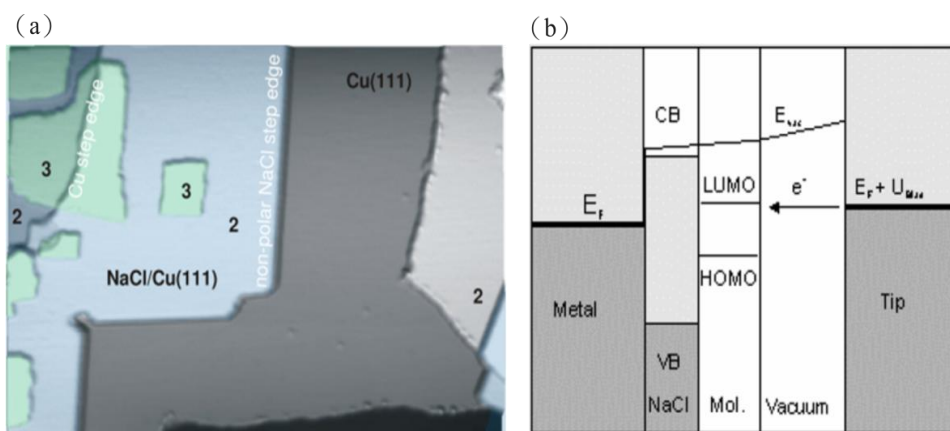 (a)
Cu(111)
Cu step edge
non-polar NaCl step edge
3
3
2
2
NaCl/Cu(111)
2
(b)
CB
LUMO
e-
E_F
E_F +
HOMO
Metal
Tip
VB
NaCl
Mol.
Vacuum